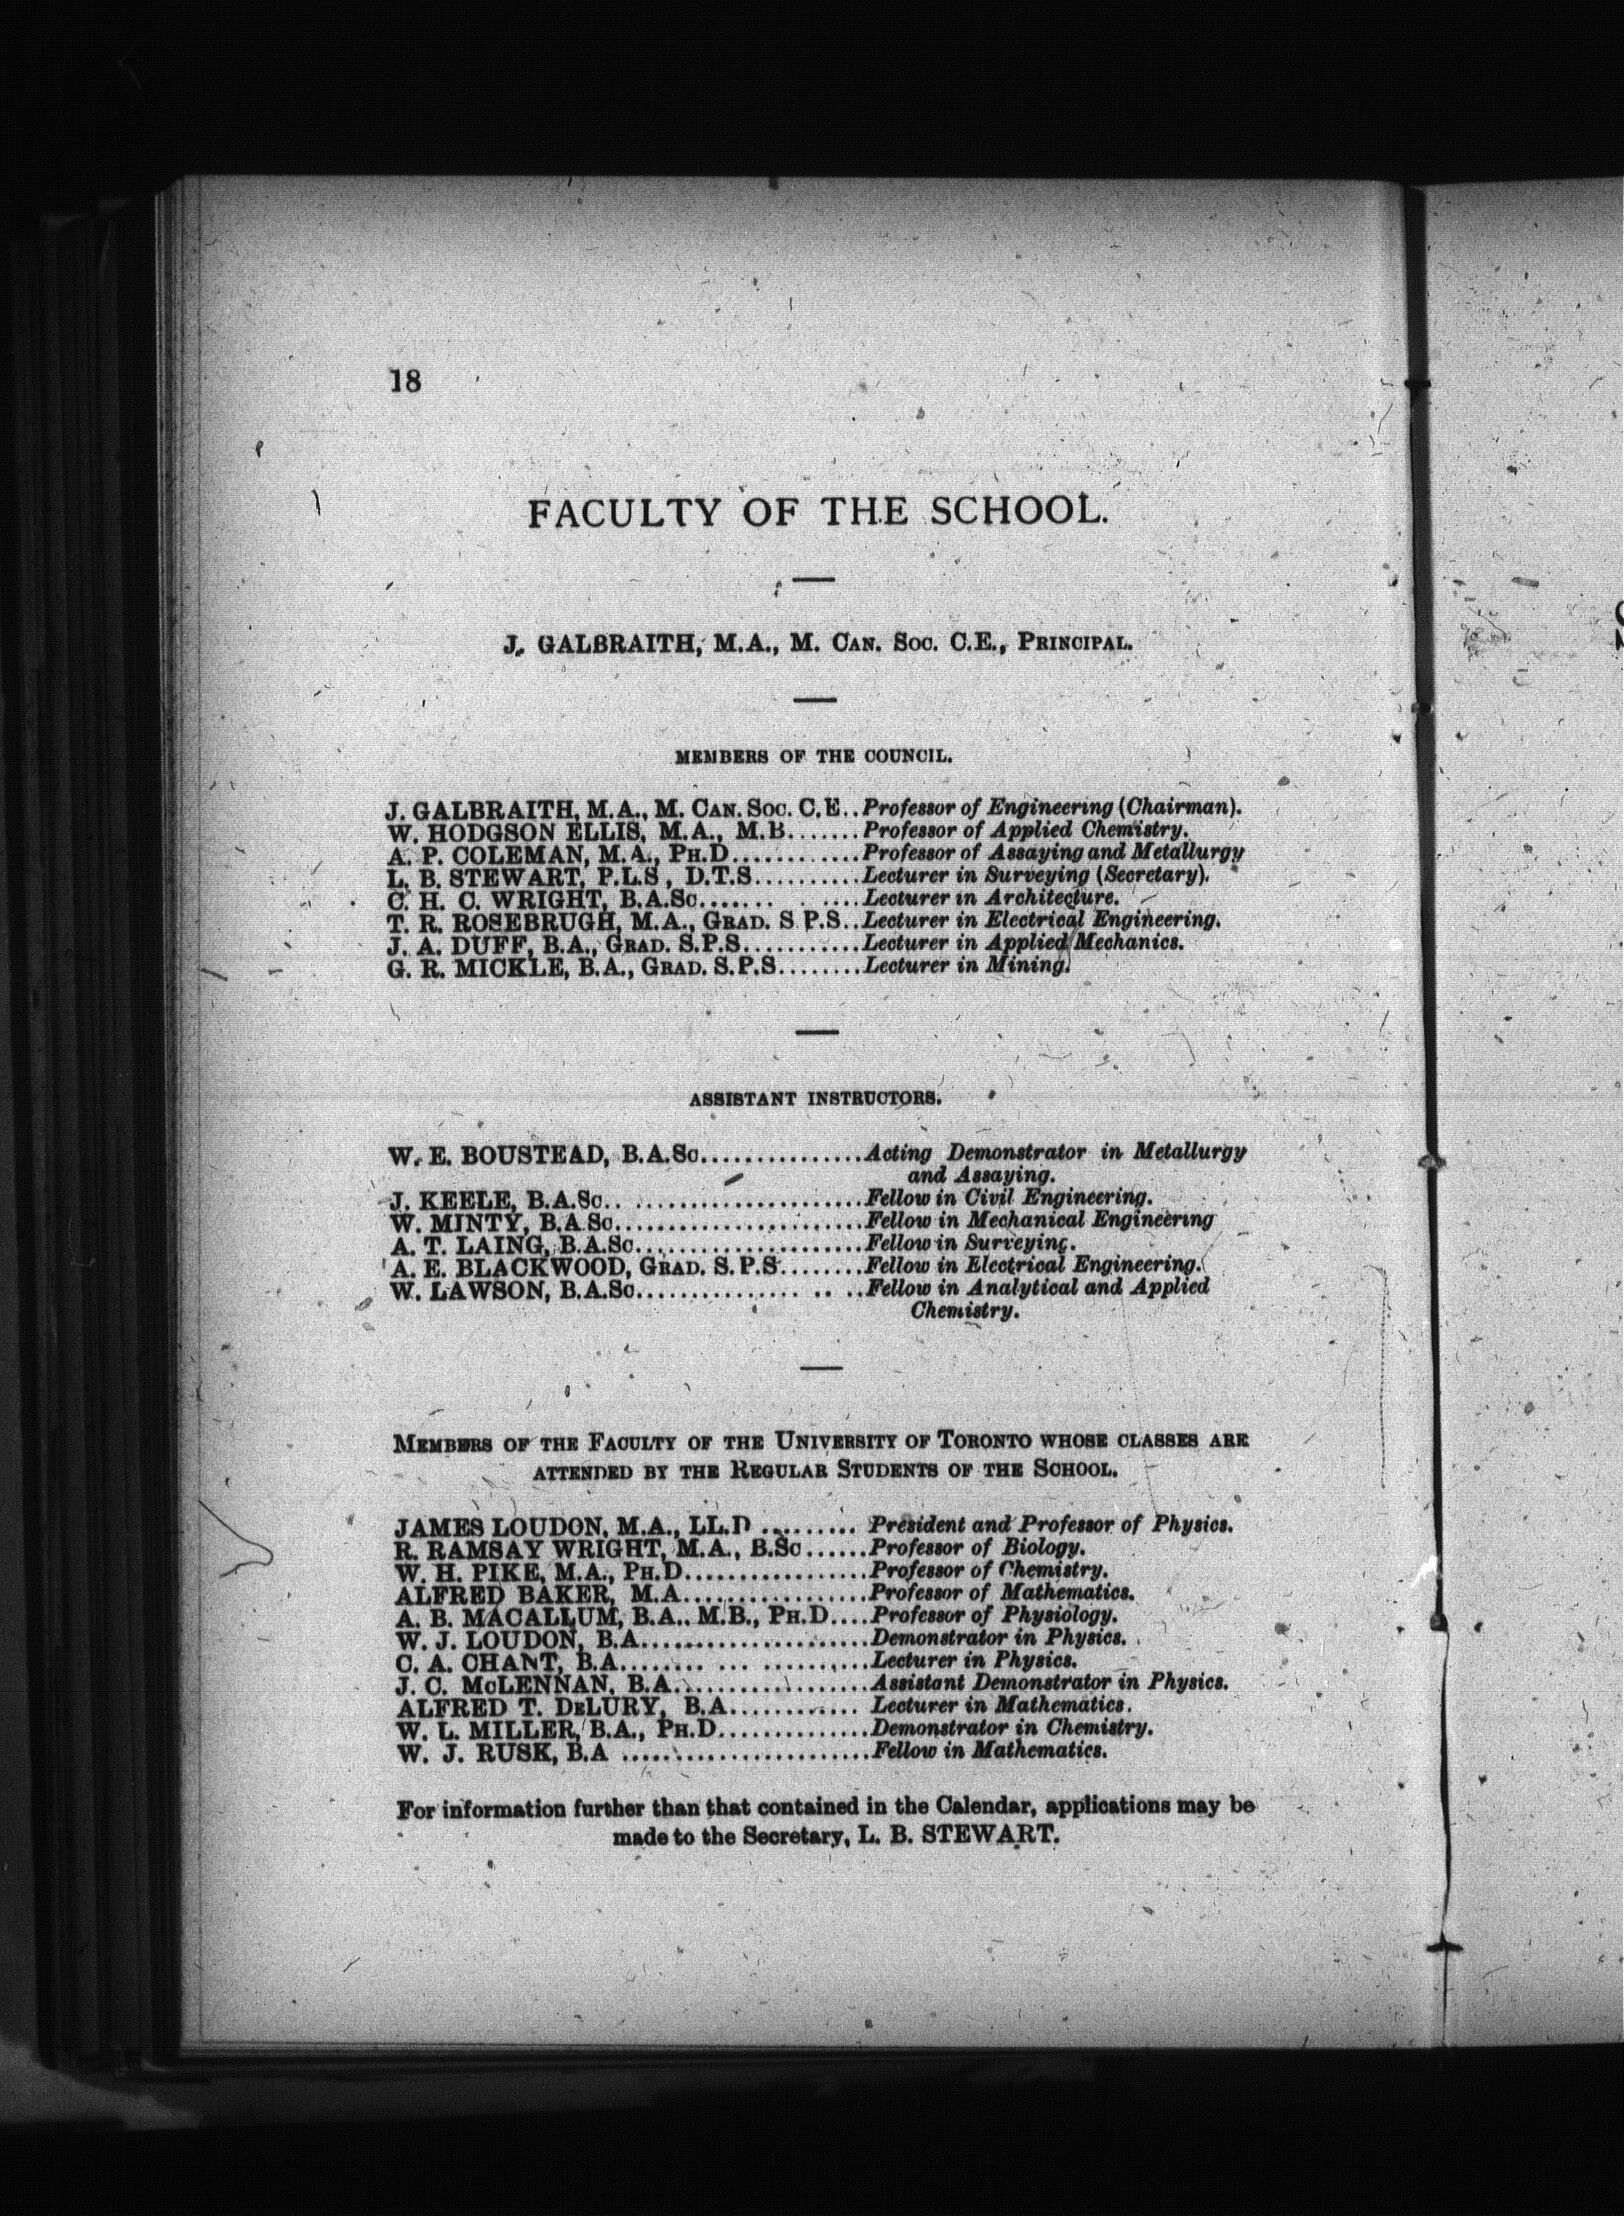 18
FACULTY OF THE SCHOOL.
J. GALBRAITH, M.A., M. CAN. SOC. C.E., PRINCIPAL.
MEMBERS OF THE COUNCIL.
J. GALBRAITH, M.A., M. CAN. SOC. C.E..Professor of Engineering (Chairman).
W. HODGSON ELLIS, M.A., M.B.......Professor of Applied Chemistry.
A. P. COLEMAN, M.A., PH.D............Professor of Assaying and Metallurgy
L. B. STEWART, P.L.S, D.T.S..........Lecturer in Surveying (Secretary).
C. H. C. WRIGHT, B.A.Sc....... . ....Lecturer in Architecture.
T. R. ROSEBRUGH, M.A., GRAD. S P.S..Lecturer in Electrical Engineering.
J. A. DUFF, B.A., GRAD. S.P.S...........Lecturer in Applied Mechanics.
G. R. MICKLE, B.A., GRAD. S.P.S........Lecturer in Mining.
ASSISTANT INSTRUCTORS.
W. E. BOUSTEAD, B.A.Sc...............Acting Demonstrator in Metallurgy
and Assaying.
J. KEELE, B.A.Sc.. .....................Fellow in Civil Engineering.
W. MINTY, B.A.Sc.......................Fellow in Mechanical Engineering
A. T. LAING, B.A.Sc.....................Fellow in Surveying.
A. E. BLACKWOOD, GRAD. S.P.S........Fellow in Electrical Engineering.
W. LAWSON, B.A.Sc............... .. ..Fellow in Analytical and Applied
Chemistry.
MEMBERS OF THE FACULTY OF THE UNIVERSITY OF TORONTO WHOSE CLASSES ARE
ATTENDED BY THE REGULAR STUDENTS OF THE SCHOOL.
JAMES LOUDON, M.A., LL.D ......... President and Professor of Physics.
R. RAMSAY WRIGHT, M.A., B.Sc......Professor of Biology.
W. H. PIKE, M.A., PH.D.................Professor of Chemistry.
ALFRED BAKER, M.A.................Professor of Mathematics.
A. B. MACALLUM, B.A.. M.B., PH.D....Professor of Physiology.
W. J. LOUDON, B.A.....................Demonstrator in Physics.
C. A. CHANT, B.A........ ... ..........Lecturer in Physics.
J. C. McLENNAN, B.A..................Assistant Demonstrator in Physics.
ALFRED T. DELURY, B.A............ Lecturer in Mathematics.
W. L. MILLER, B.A., PH.D..............Demonstrator in Chemistry.
W. J. RUSK, B.A .......................Fellow in Mathematics.
For information further than that contained in the Calendar, applications may be
made to the Secretary, L. B. STEWART.